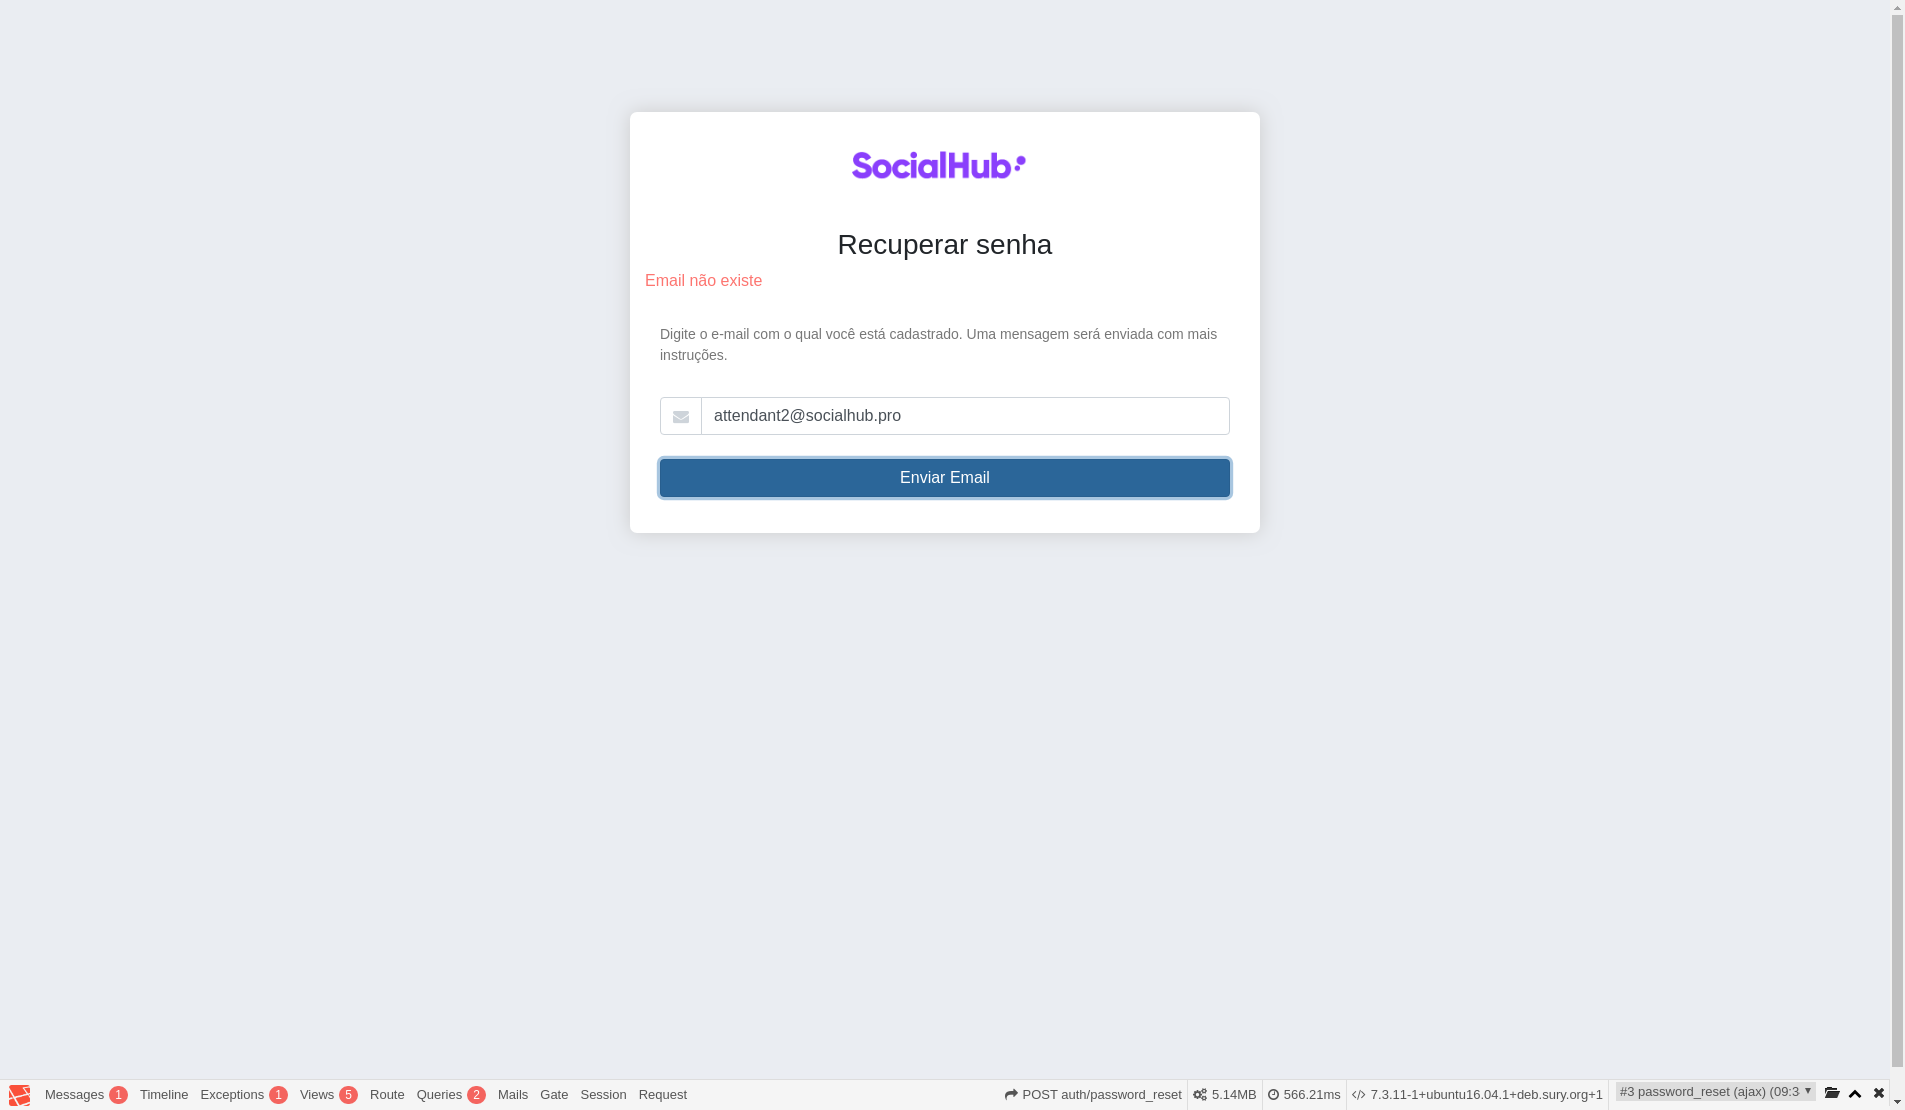 SocialHub
Recuperar senha
Email não existe
Digite o e-mail com o qual você está cadastrado. Uma mensagem será enviada com mais
instruções.
attendant2@socialhub.pro
Enviar Email
Messages 1 Timeline Exceptions 1 Views 5 Route Queries 2 Mails Gate Session Request POST auth/password_reset 5.14MB 566.21ms 7.3.11-1+ubuntu16.04.1+deb.sury.org+1 #3 password_reset (ajax) (09:3